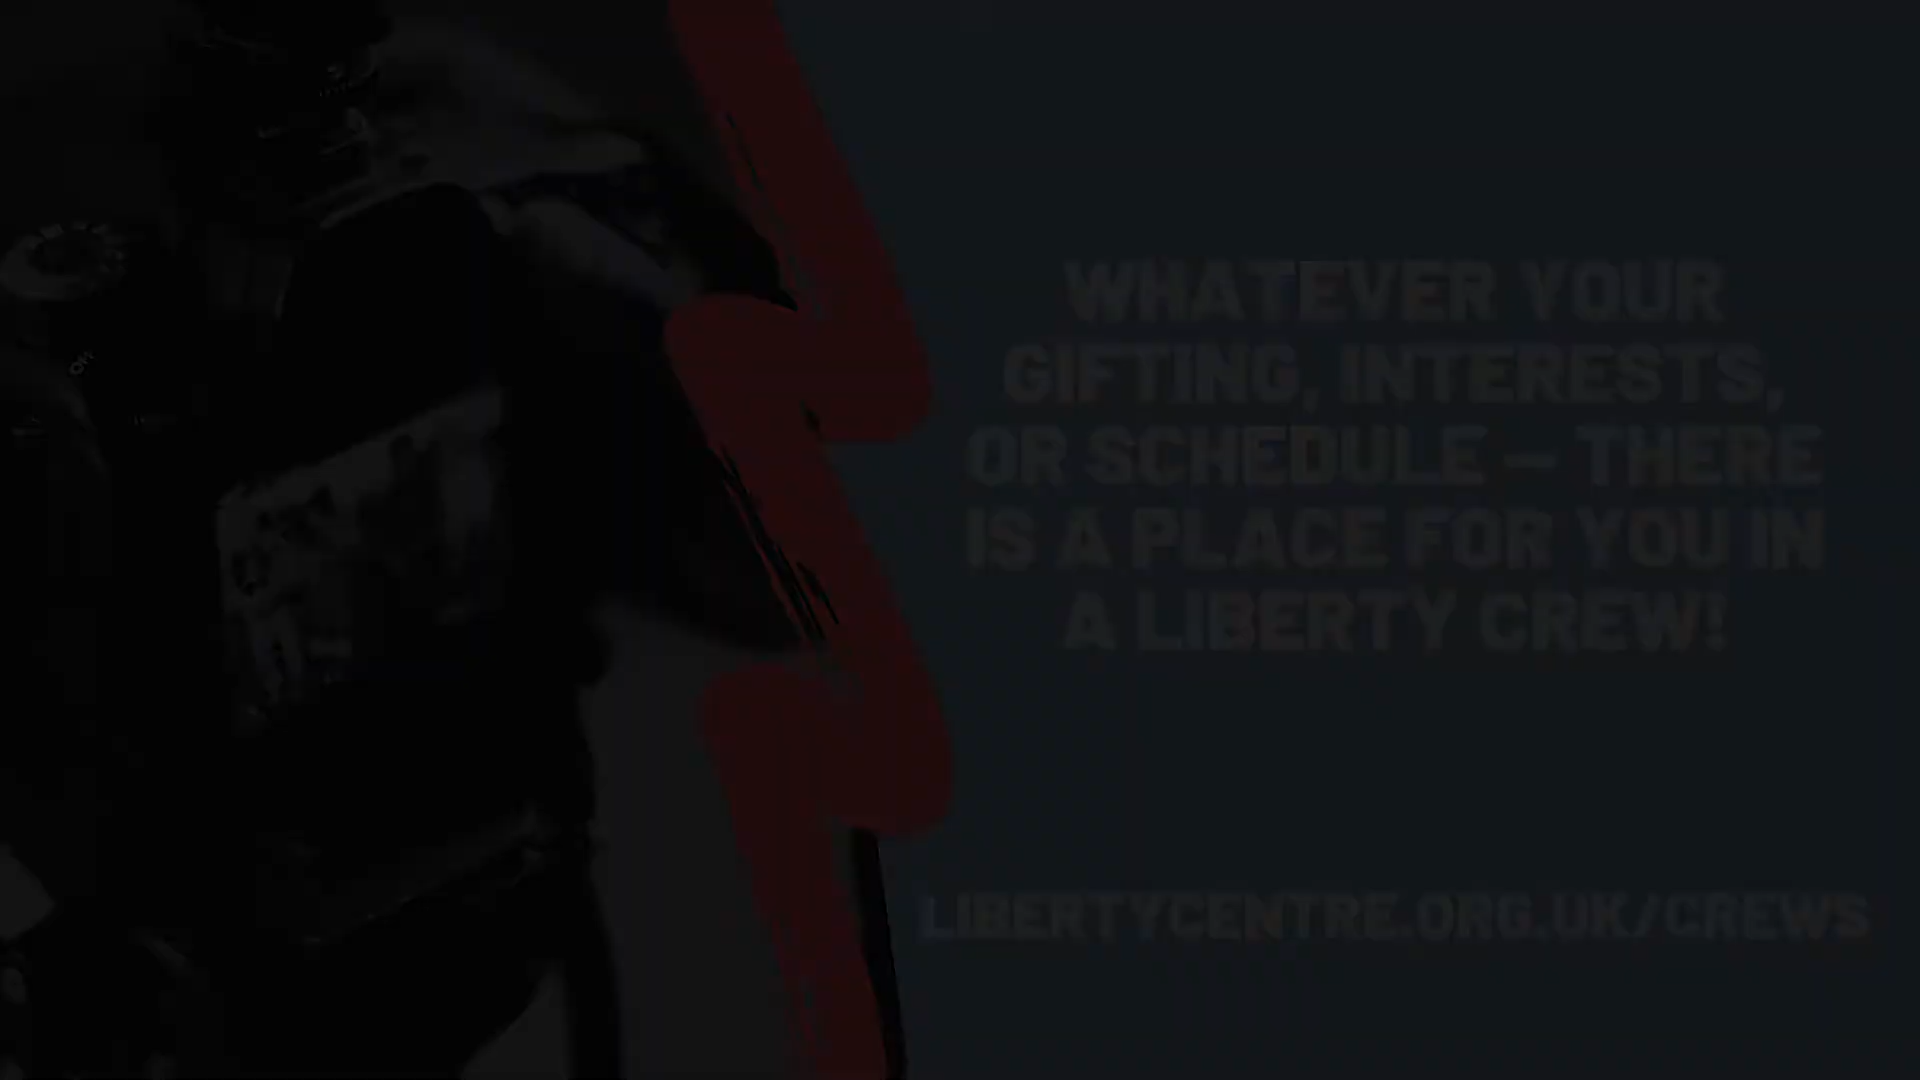 WHATEVER YOUR
GIFTING, INTERESTS,
OR SCHEDULE – THERE
IS A PLACE FOR YOU IN
A LIBERTY CREW!
LIBERTYCENTRE.ORG.UK/CREWS